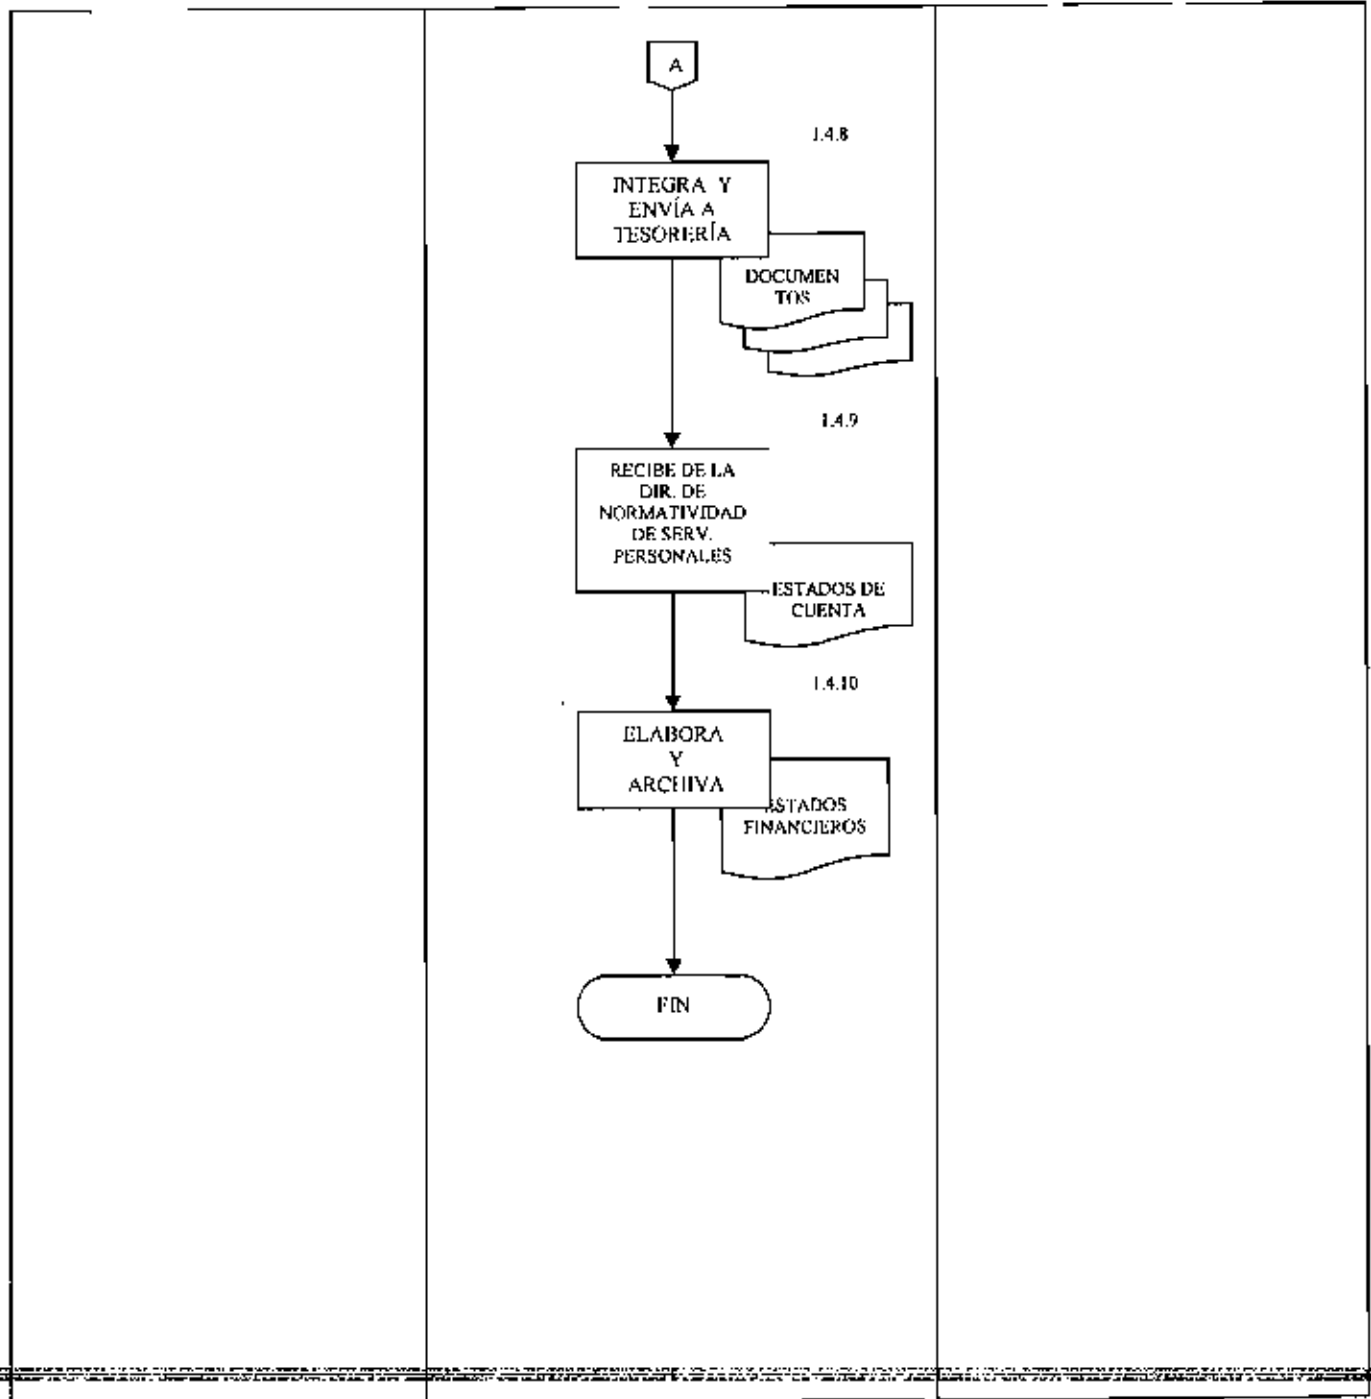 A
1.4.8
INTEGRA Y
ENVÍA A
TESORERÍA
DOCUMEN
TOS
1.4.9
RECIBE DE LA
DIR. DE
NORMATIVIDAD
DE SERV.
PERSONALES
ESTADOS DE
CUENTA
1.4.10
ELABORA
Y
ARCHIVA
ESTADOS
FINANCIEROS
FIN